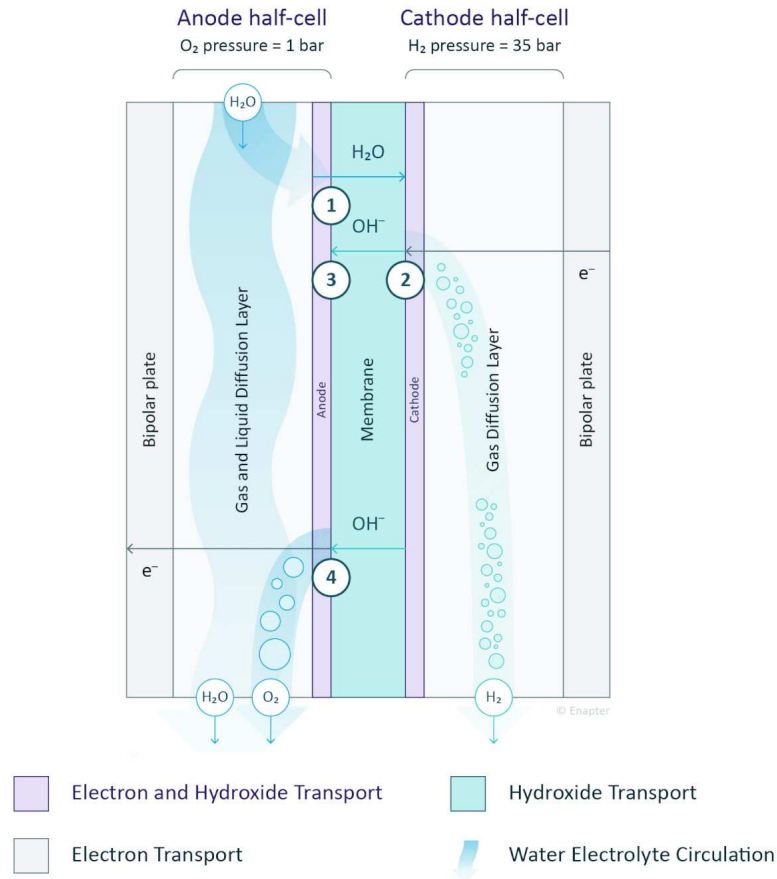 Anode half-cell
O₂ pressure = 1 bar
Cathode half-cell
H₂ pressure = 35 bar
H₂O
H₂O
1
OH⁻
3
2
e⁻
Bipolar plate
Gas and Liquid Diffusion Layer
Anode
Membrane
Cathode
Gas Diffusion Layer
Bipolar plate
OH⁻
e⁻
4
H₂O
O₂
H₂
© Enapter
Electron and Hydroxide Transport
Hydroxide Transport
Electron Transport
Water Electrolyte Circulation